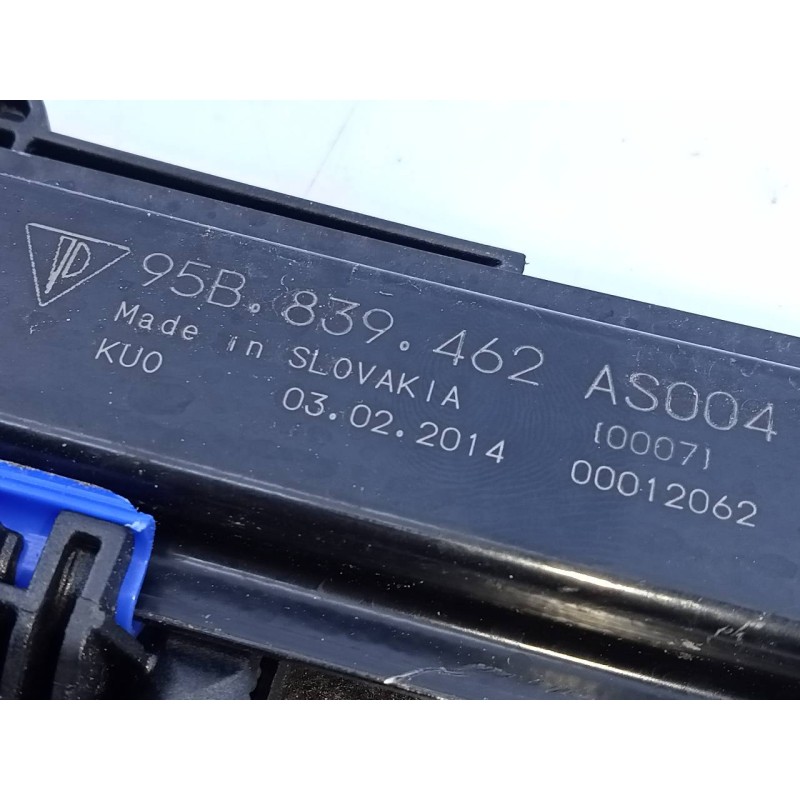 95B. 839. 462 AS004
Made in SLOVAKIA {0007}
KUO 03.02.2014 00012062